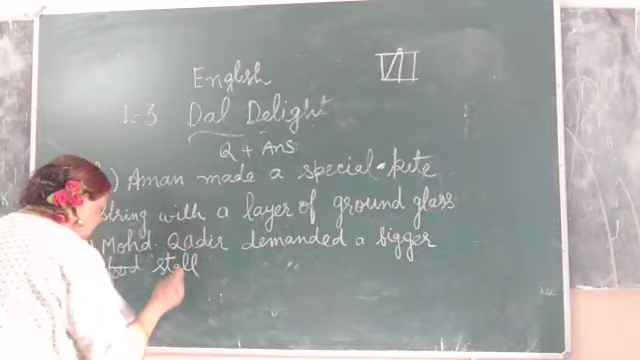 English
L-3 Dal Delight
Q + Ans
) Aman made a special kite
string with a layer of ground glass
Mohd. Qadir demanded a bigger
food stall